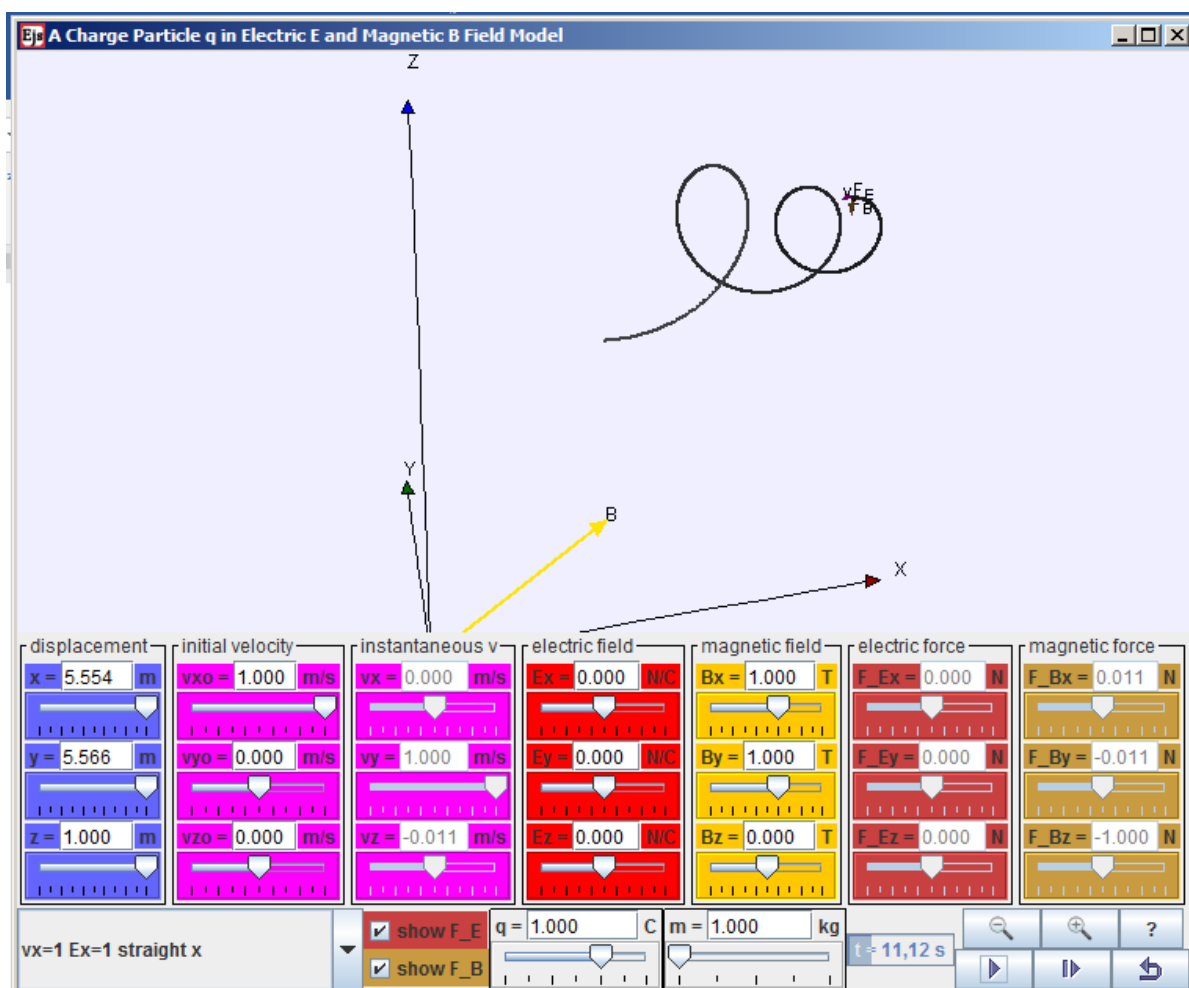 Ejs A Charge Particle q in Electric E and Magnetic B Field Model
Z
vF_E
F_B
Y
B
X
displacement initial velocity instantaneous v electric field magnetic field electric force magnetic force
x = 5.554 m vxo = 1.000 m/s vx = 0.000 m/s Ex = 0.000 N/C Bx = 1.000 T F_Ex = 0.000 N F_Bx = 0.011 N
y = 5.566 m vyo = 0.000 m/s vy = 1.000 m/s Ey = 0.000 N/C By = 1.000 T F_Ey = 0.000 N F_By = -0.011 N
z = 1.000 m vzo = 0.000 m/s vz = -0.011 m/s Ez = 0.000 N/C Bz = 0.000 T F_Ez = 0.000 N F_Bz = -1.000 N
vx=1 Ex=1 straight x
show F_E
show F_B
q = 1.000 C m = 1.000 kg
t = 11,12 s
?